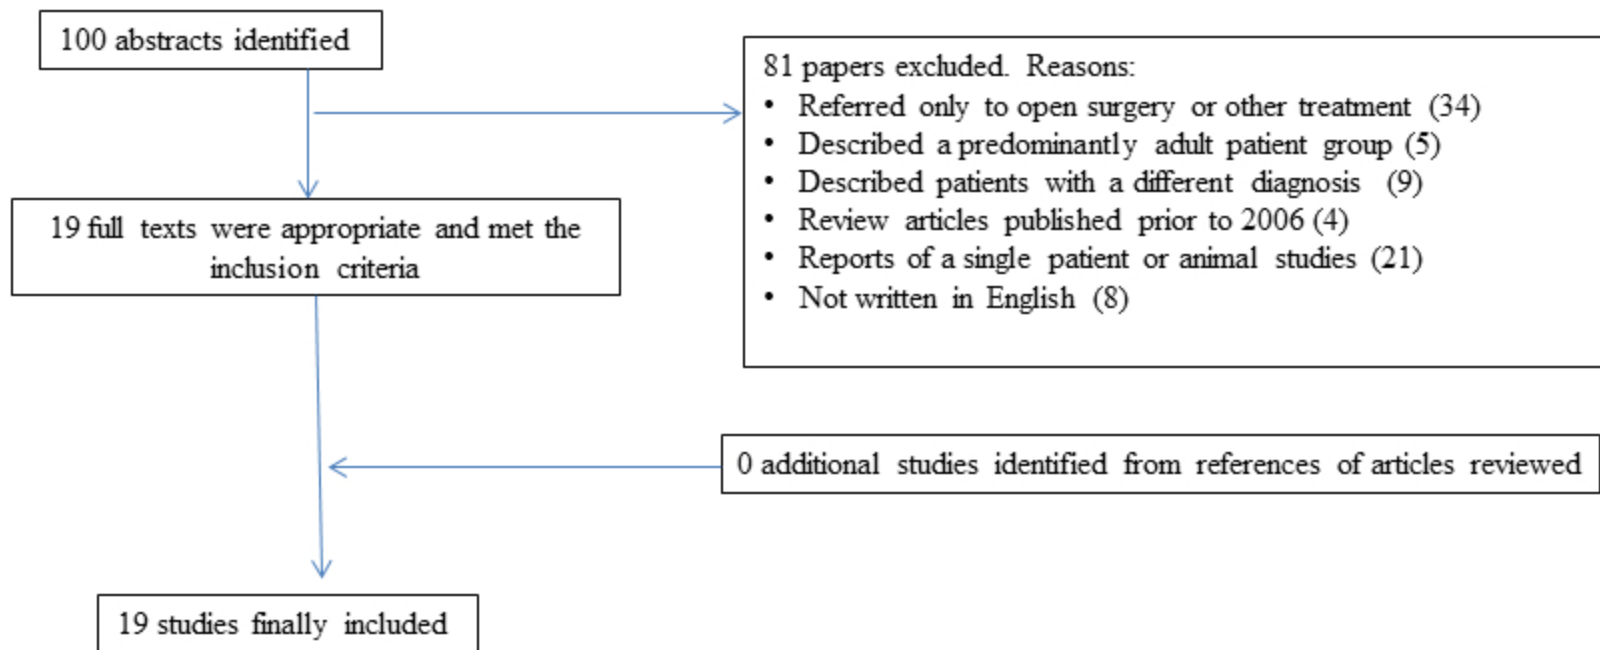 100 abstracts identified
81 papers excluded. Reasons:
• Referred only to open surgery or other treatment (34)
• Described a predominantly adult patient group (5)
• Described patients with a different diagnosis (9)
• Review articles published prior to 2006 (4)
• Reports of a single patient or animal studies (21)
• Not written in English (8)
19 full texts were appropriate and met the
inclusion criteria
0 additional studies identified from references of articles reviewed
19 studies finally included